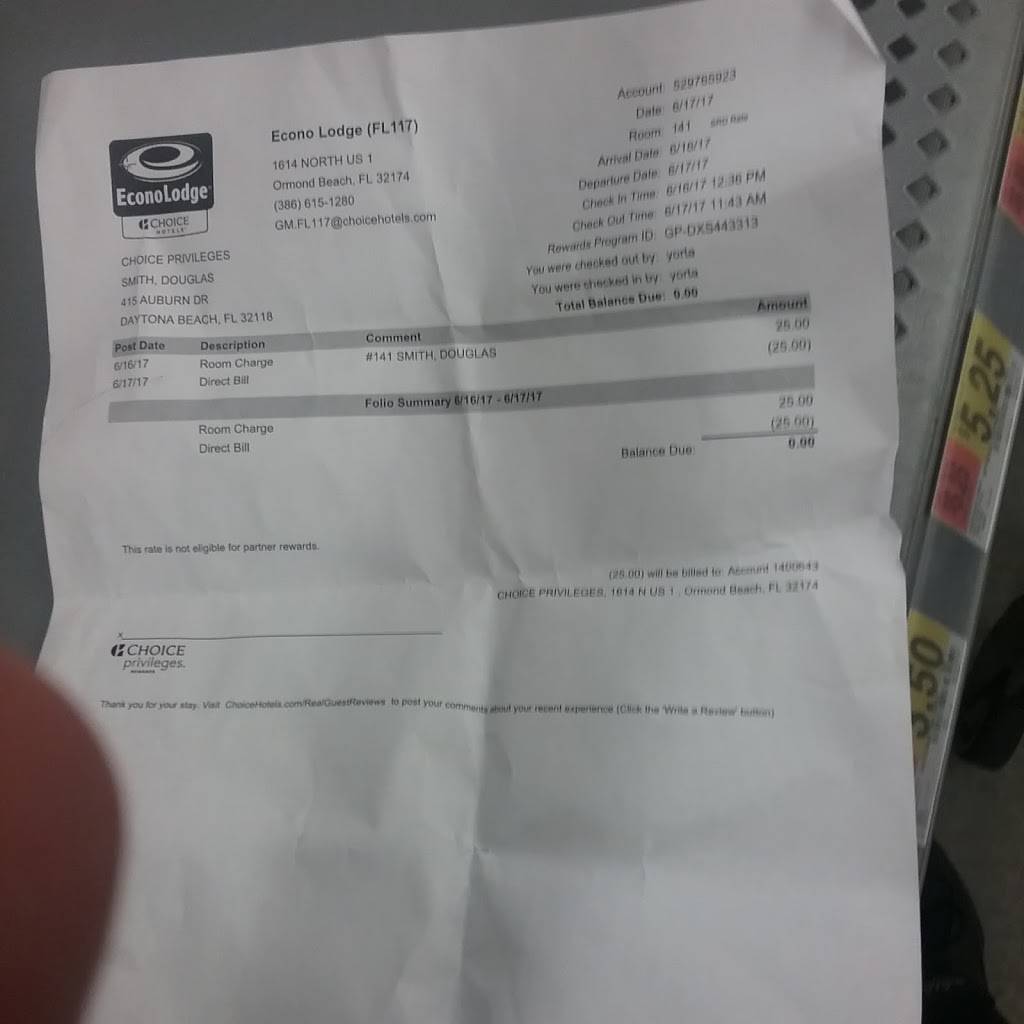 Econo Lodge (FL117)
1614 NORTH US 1
Ormond Beach, FL 32174
(386) 615-1280
GM.FL117@choicehotels.com
EconoLodge
CHOICE
HOTELS
Account: 529765923
Date: 6/17/17
Room: 141
Arrival Date: 6/16/17
Departure Date: 6/17/17
Check In Time: 6/16/17 12:36 PM
Check Out Time: 6/17/17 11:43 AM
Rewards Program ID: GP-DXS443313
You were checked out by: yorla
You were checked in by: yorla
Total Balance Due: 0.00
CHOICE PRIVILEGES
SMITH, DOUGLAS
415 AUBURN DR
DAYTONA BEACH, FL 32118
Post Date Description Comment Amount
6/16/17 Room Charge #141 SMITH, DOUGLAS 25.00
6/17/17 Direct Bill (25.00)
Folio Summary 6/16/17 - 6/17/17
Room Charge 25.00
Direct Bill (25.00)
Balance Due: 0.00
This rate is not eligible for partner rewards.
(25.00) will be billed to: Account 1400643
CHOICE PRIVILEGES, 1614 N US 1 , Ormond Beach, FL 32174
x
CHOICE
privileges.
Thank you for your stay. Visit ChoiceHotels.com/RealGuestReviews to post your comments about your recent experience (Click the 'Write a Review' button)
5.25
5.50